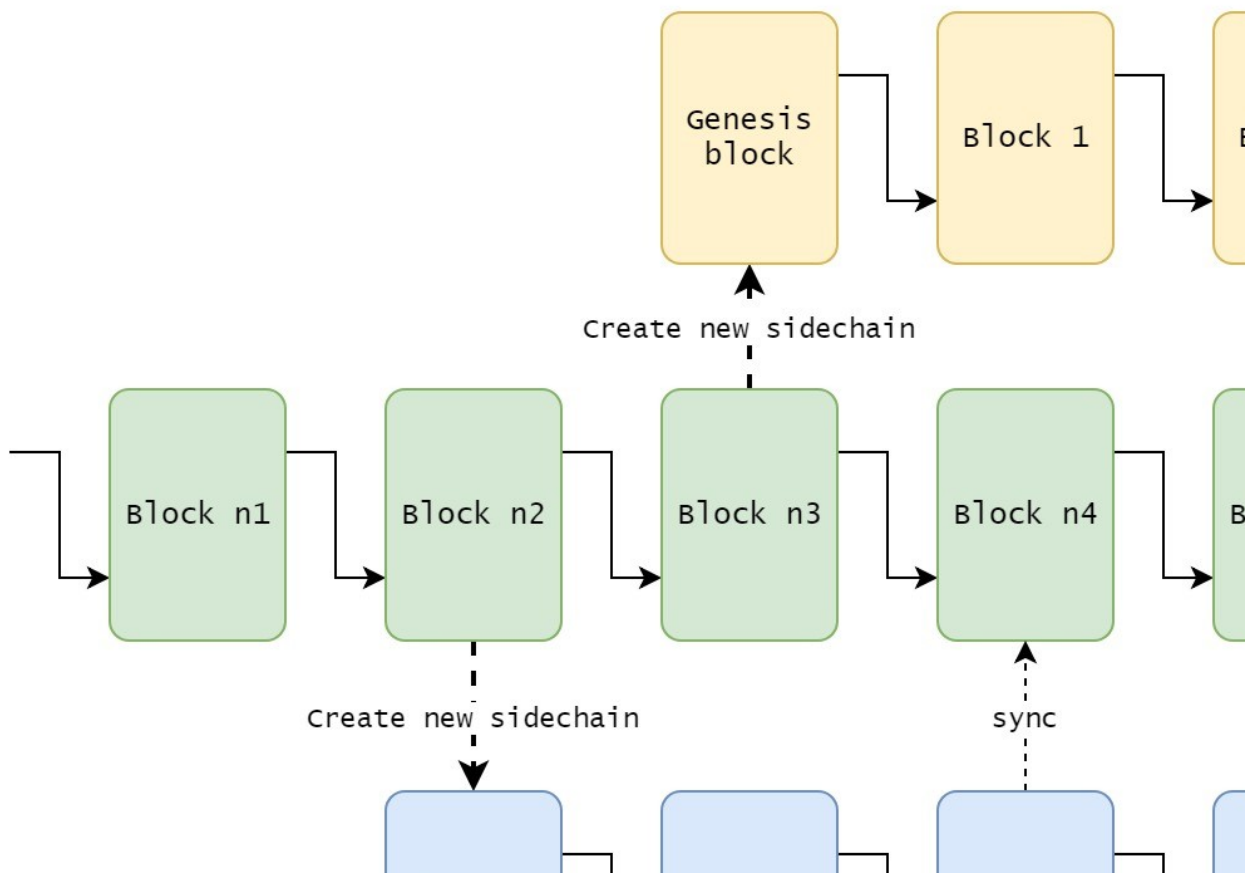 Genesis
block
Block 1
Create new sidechain
Block n1
Block n2
Block n3
Block n4
B
Create new sidechain
sync